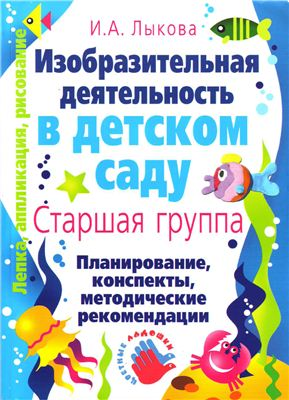 И.А. Лыкова
Лепка, аппликация, рисование
Изобразительная
деятельность
в детском
саду
Старшая группа
Планирование,
конспекты,
методические
рекомендации
ЦВЕТНЫЕ ЛАДОШКИ